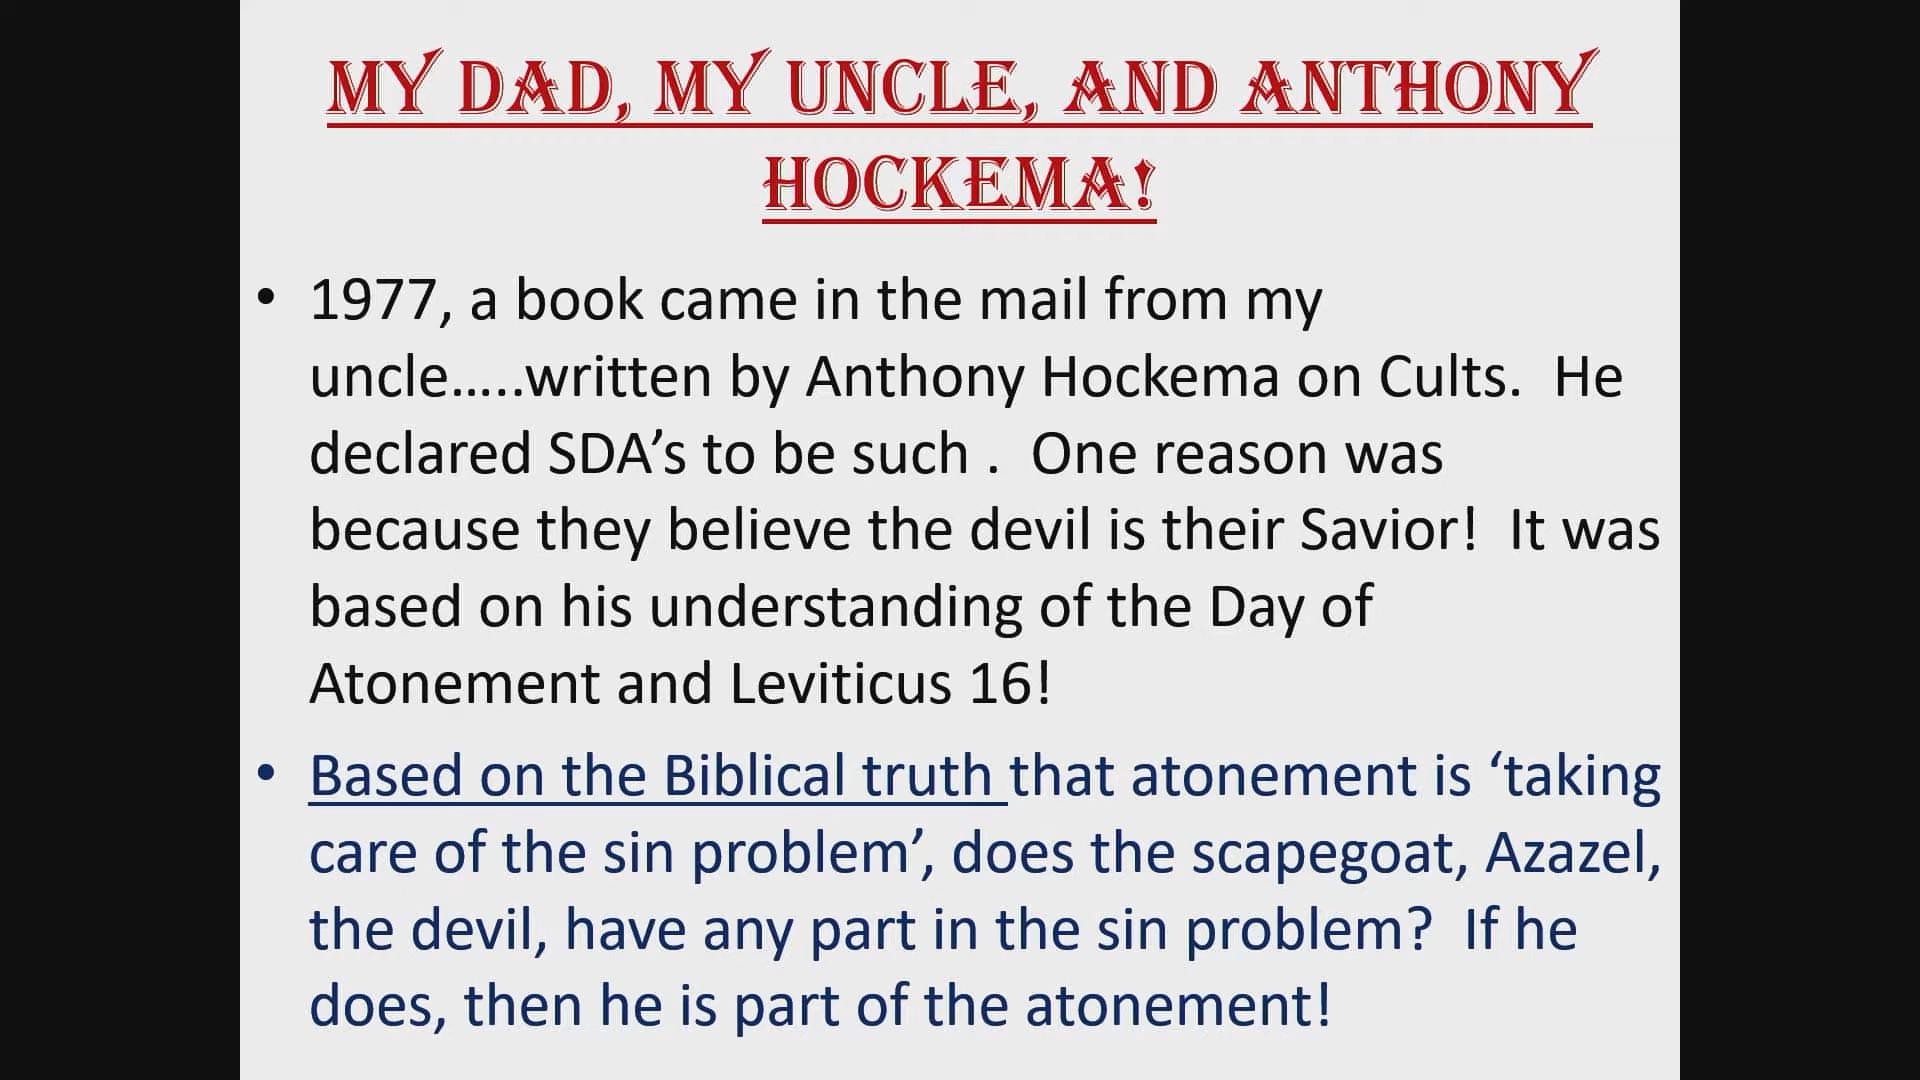 MY DAD, MY UNCLE, AND ANTHONY
HOCKEMA!
• 1977, a book came in the mail from my
uncle…..written by Anthony Hockema on Cults.  He
declared SDA’s to be such .  One reason was
because they believe the devil is their Savior!  It was
based on his understanding of the Day of
Atonement and Leviticus 16!
• Based on the Biblical truth that atonement is ‘taking
care of the sin problem’, does the scapegoat, Azazel,
the devil, have any part in the sin problem?  If he
does, then he is part of the atonement!